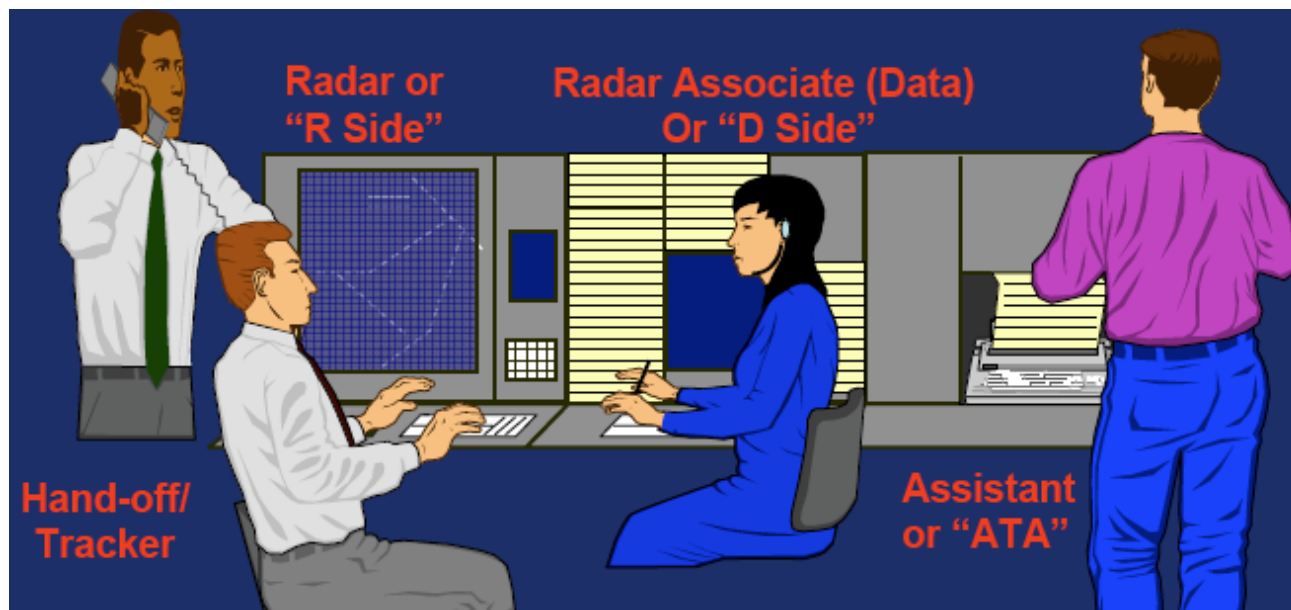 Radar or
“R Side”
Radar Associate (Data)
Or “D Side”
Hand-off/
Tracker
Assistant
or “ATA”